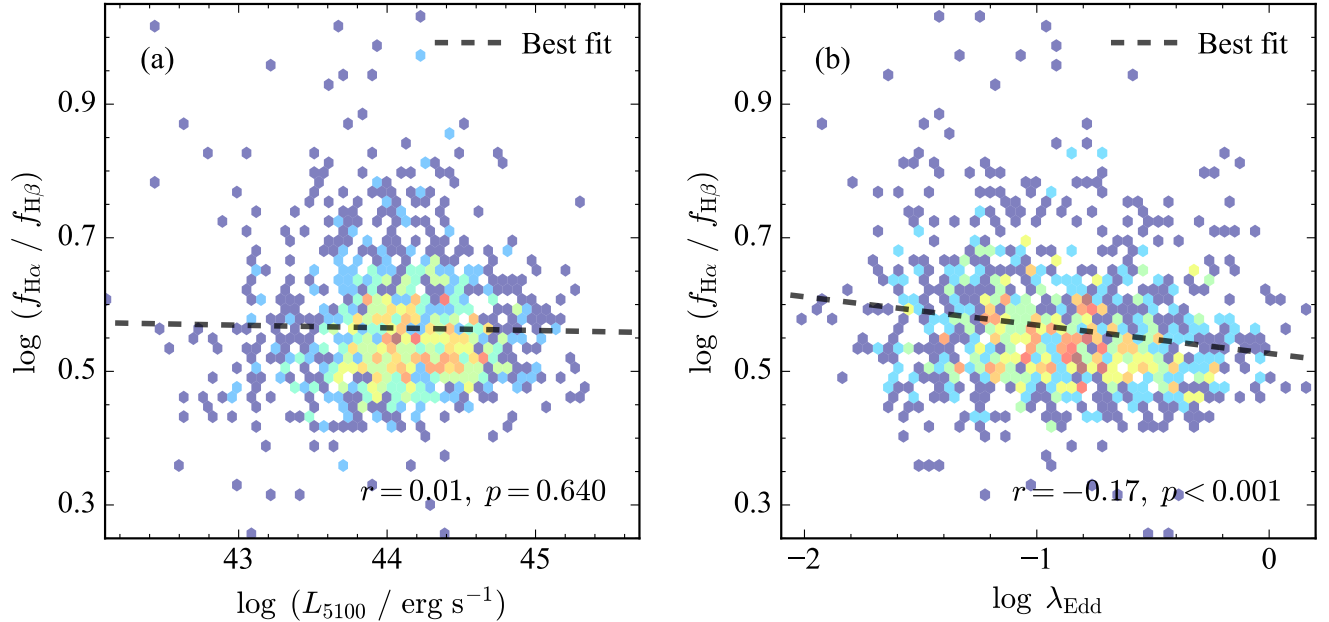 (a)
Best fit
0.9
0.7
0.5
0.3
log (f_Hα / f_Hβ)
r = 0.01, p = 0.640
43
44
45
log (L_5100 / erg s⁻¹)
(b)
Best fit
0.9
0.7
0.5
0.3
log (f_Hα / f_Hβ)
r = −0.17, p < 0.001
−2
−1
0
log λ_Edd